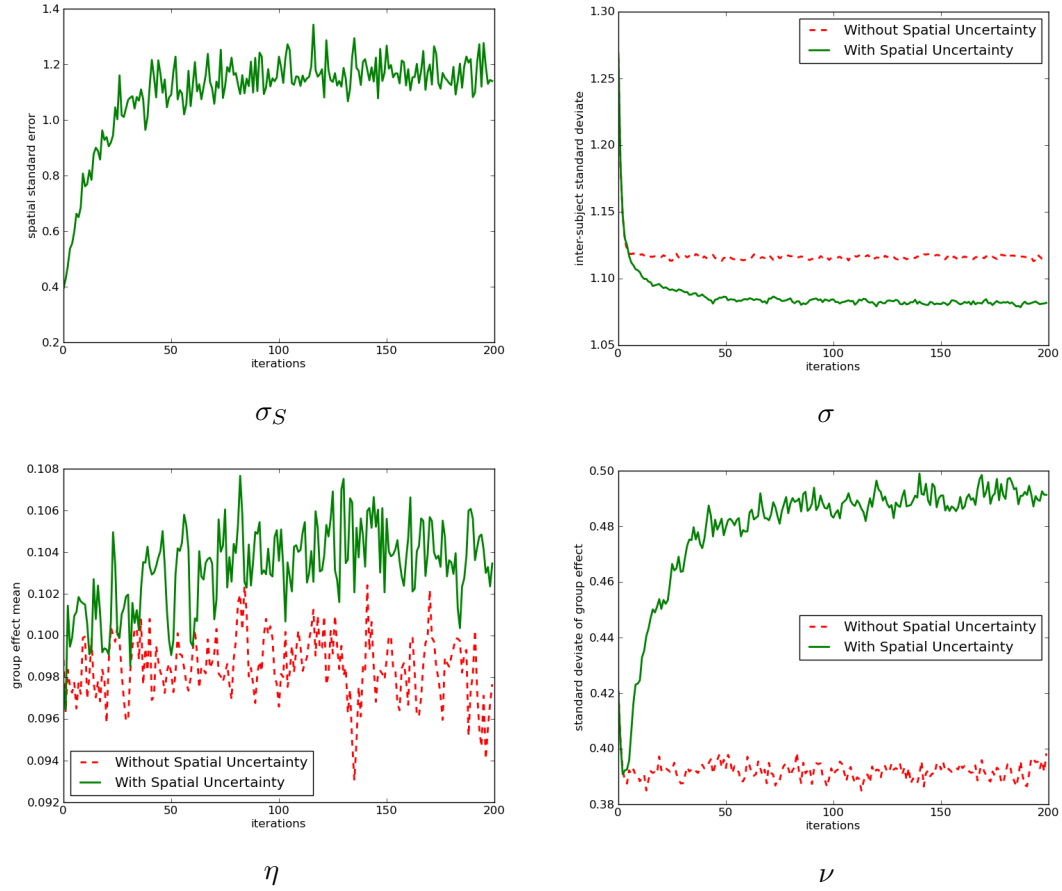 1.4
1.2
1.0
0.8
0.6
0.4
0.2
spatial standard error
0 50 100 150 200
iterations
σ_S
1.30
1.25
1.20
1.15
1.10
1.05
inter-subject standard deviate
Without Spatial Uncertainty
With Spatial Uncertainty
0 50 100 150 200
iterations
σ
0.108
0.106
0.104
0.102
0.100
0.098
0.096
0.094
0.092
group effect mean
Without Spatial Uncertainty
With Spatial Uncertainty
0 50 100 150 200
iterations
η
0.50
0.48
0.46
0.44
0.42
0.40
0.38
standard deviate of group effect
Without Spatial Uncertainty
With Spatial Uncertainty
0 50 100 150 200
iterations
ν